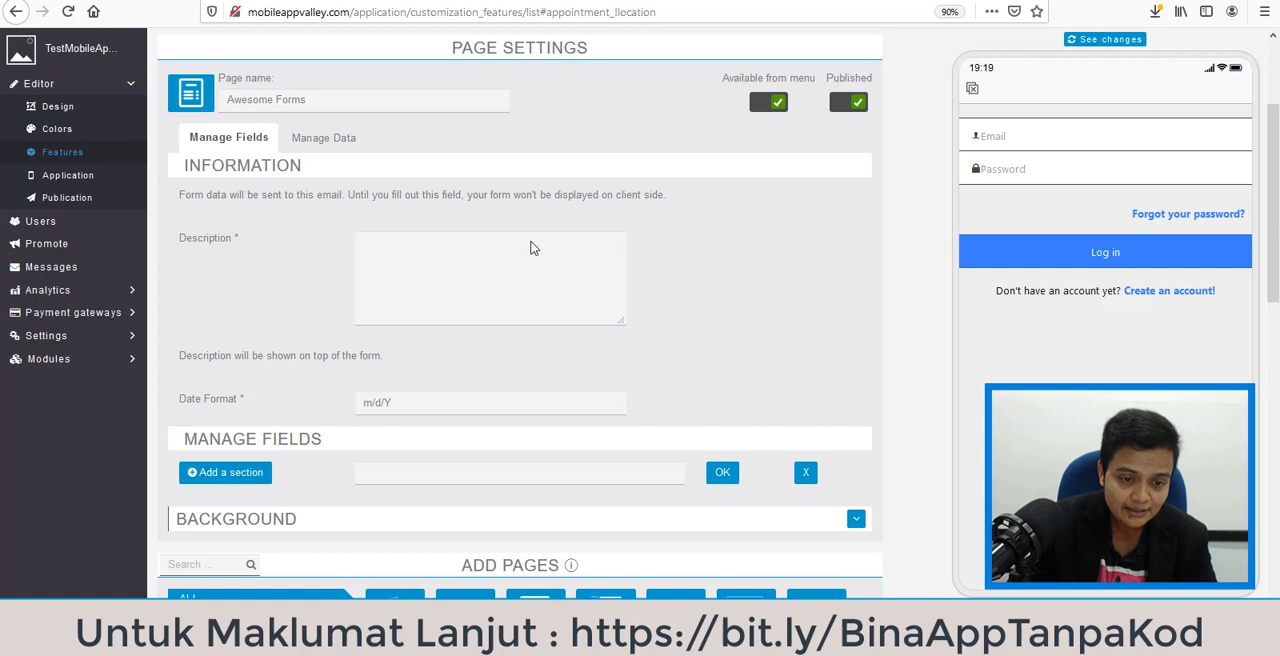 mobileappvalley.com/application/customization_features/list#appointment_llocation
90%
TestMobileAp...
PAGE SETTINGS
See changes
Editor
Page name:
Available from menu
Published
19:19
Awesome Forms
Design
Colors
Manage Fields
Manage Data
Email
Features
INFORMATION
Password
Application
Form data will be sent to this email. Until you fill out this field, your form won't be displayed on client side.
Publication
Forgot your password?
Users
Description *
Promote
Log in
Messages
Analytics
Don't have an account yet? Create an account!
Payment gateways
Settings
Description will be shown on top of the form.
Modules
Date Format *
m/d/Y
MANAGE FIELDS
Add a section
OK
X
BACKGROUND
Search ...
ADD PAGES
ALL
Untuk Maklumat Lanjut : https://bit.ly/BinaAppTanpaKod